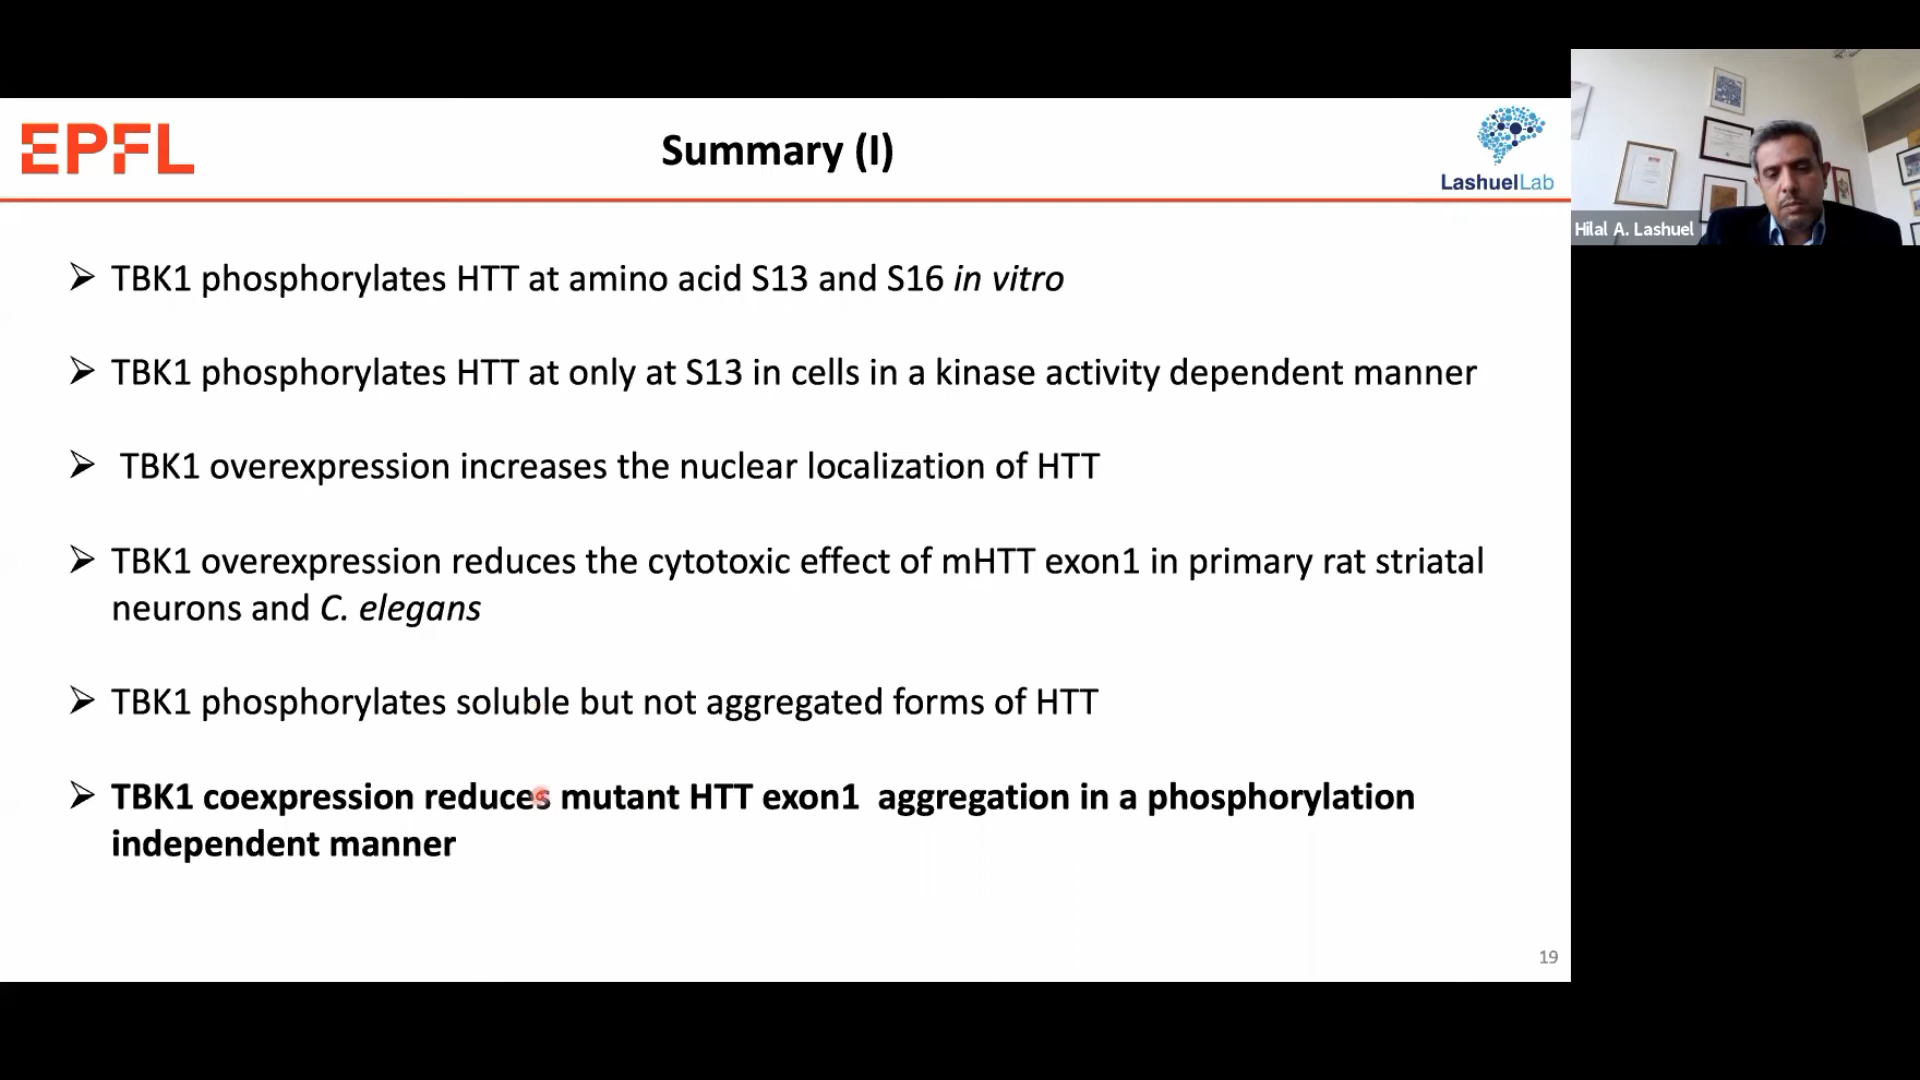 EPFL
Summary (I)
LashuelLab
Hilal A. Lashuel
➢ TBK1 phosphorylates HTT at amino acid S13 and S16 in vitro
➢ TBK1 phosphorylates HTT at only at S13 in cells in a kinase activity dependent manner
➢ TBK1 overexpression increases the nuclear localization of HTT
➢ TBK1 overexpression reduces the cytotoxic effect of mHTT exon1 in primary rat striatal
neurons and C. elegans
➢ TBK1 phosphorylates soluble but not aggregated forms of HTT
➢ TBK1 coexpression reduces mutant HTT exon1 aggregation in a phosphorylation
independent manner
19